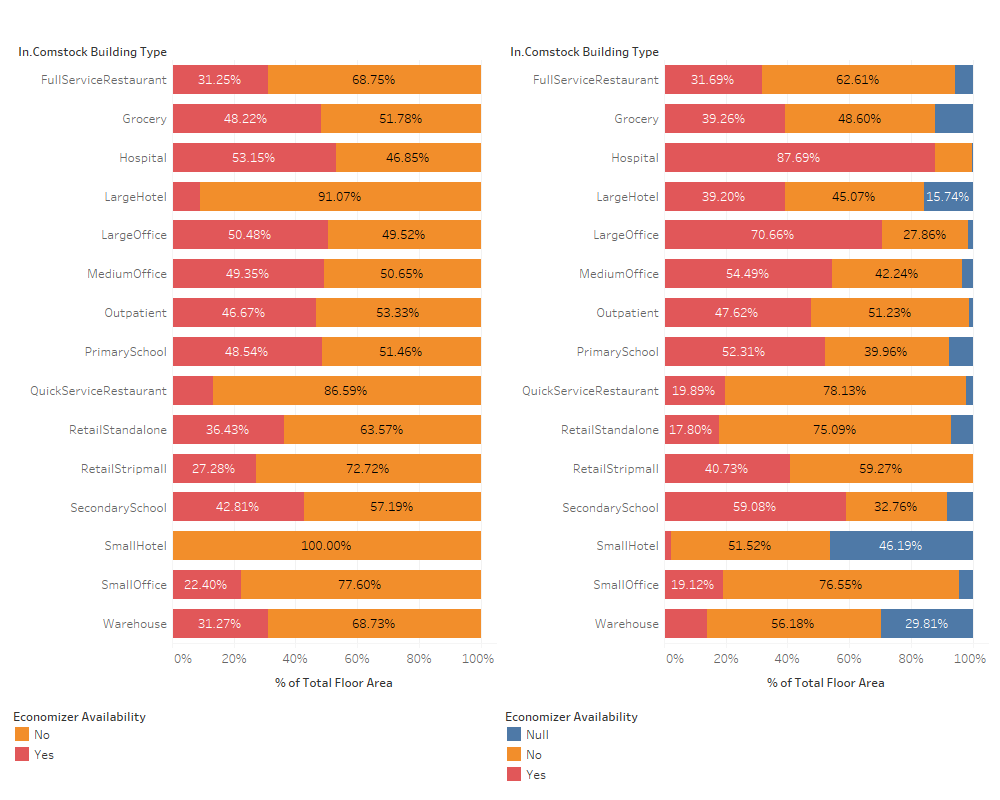 In.Comstock Building Type
FullServiceRestaurant 31.25% 68.75%
Grocery 48.22% 51.78%
Hospital 53.15% 46.85%
LargeHotel 91.07%
LargeOffice 50.48% 49.52%
MediumOffice 49.35% 50.65%
Outpatient 46.67% 53.33%
PrimarySchool 48.54% 51.46%
QuickServiceRestaurant 86.59%
RetailStandalone 36.43% 63.57%
RetailStripmall 27.28% 72.72%
SecondarySchool 42.81% 57.19%
SmallHotel 100.00%
SmallOffice 22.40% 77.60%
Warehouse 31.27% 68.73%
0% 20% 40% 60% 80% 100%
% of Total Floor Area
Economizer Availability
No
Yes
In.Comstock Building Type
FullServiceRestaurant 31.69% 62.61%
Grocery 39.26% 48.60%
Hospital 87.69%
LargeHotel 39.20% 45.07% 15.74%
LargeOffice 70.66% 27.86%
MediumOffice 54.49% 42.24%
Outpatient 47.62% 51.23%
PrimarySchool 52.31% 39.96%
QuickServiceRestaurant 19.89% 78.13%
RetailStandalone 17.80% 75.09%
RetailStripmall 40.73% 59.27%
SecondarySchool 59.08% 32.76%
SmallHotel 51.52% 46.19%
SmallOffice 19.12% 76.55%
Warehouse 56.18% 29.81%
0% 20% 40% 60% 80% 100%
% of Total Floor Area
Economizer Availability
Null
No
Yes